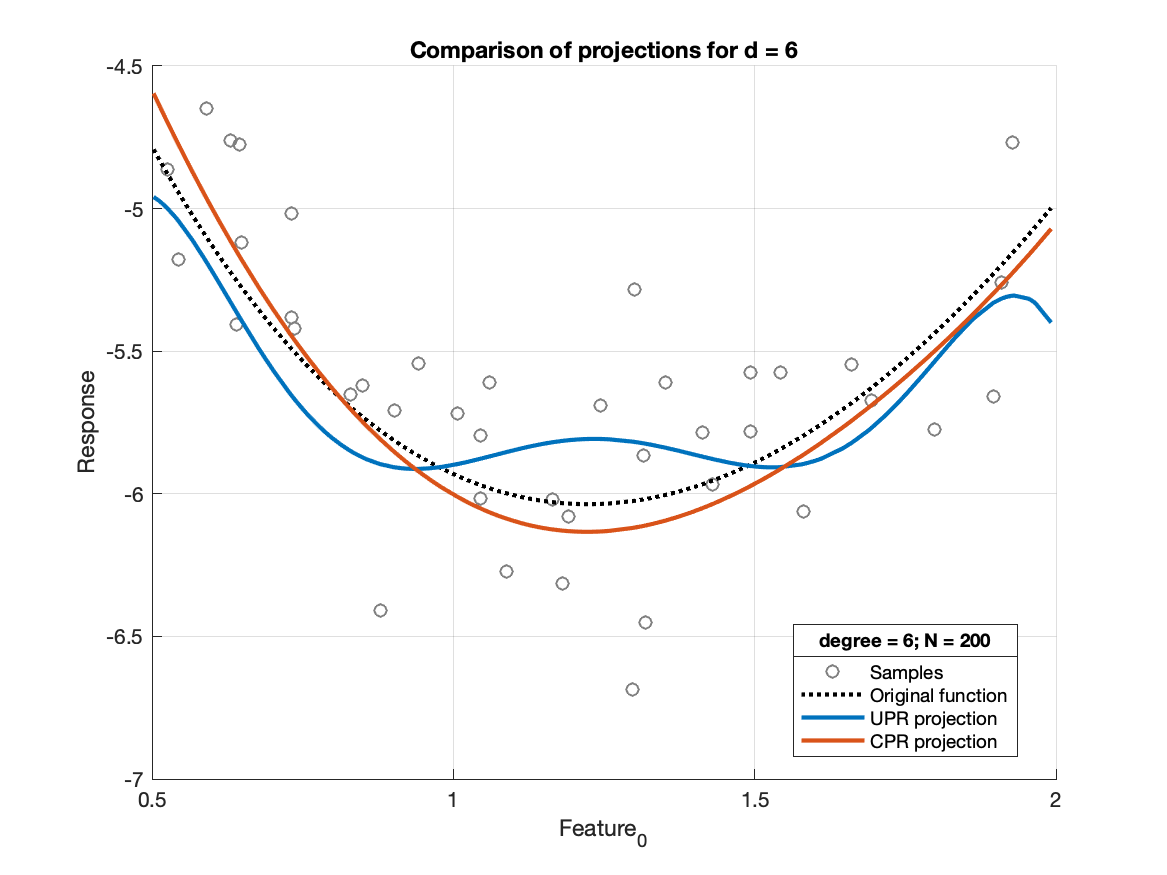 Comparison of projections for d = 6
-4.5
-5
-5.5
-6
-6.5
-7
Response
0.5
1
1.5
2
Feature₀
degree = 6; N = 200
Samples
Original function
UPR projection
CPR projection